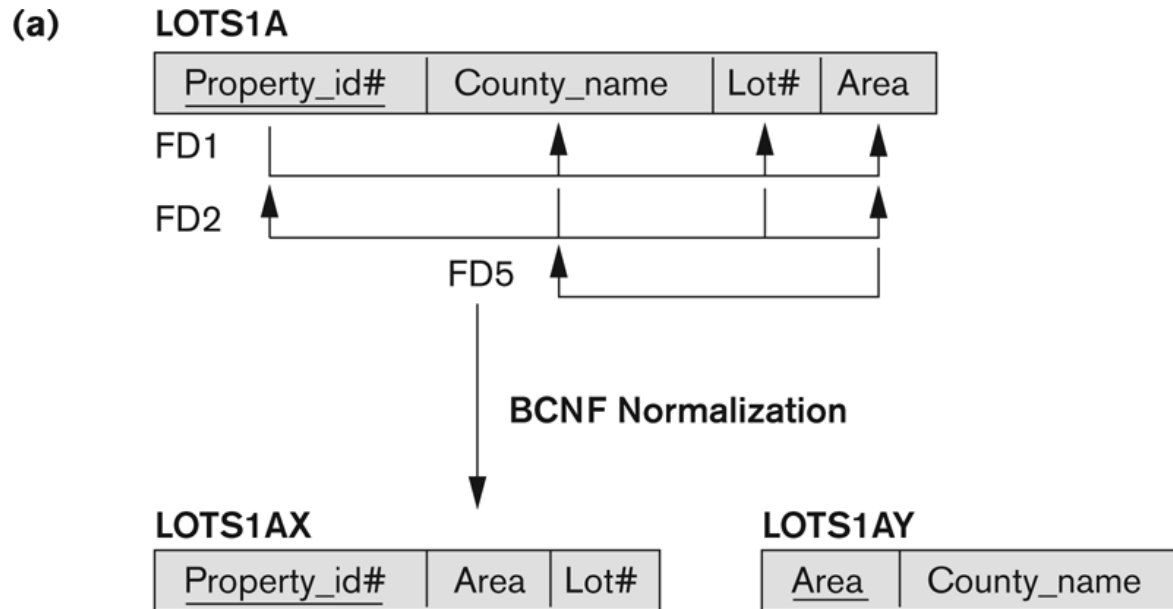 (a) LOTS1A
Property_id# County_name Lot# Area
FD1
FD2
FD5
BCNF Normalization
LOTS1AX LOTS1AY
Property_id# Area Lot# Area County_name